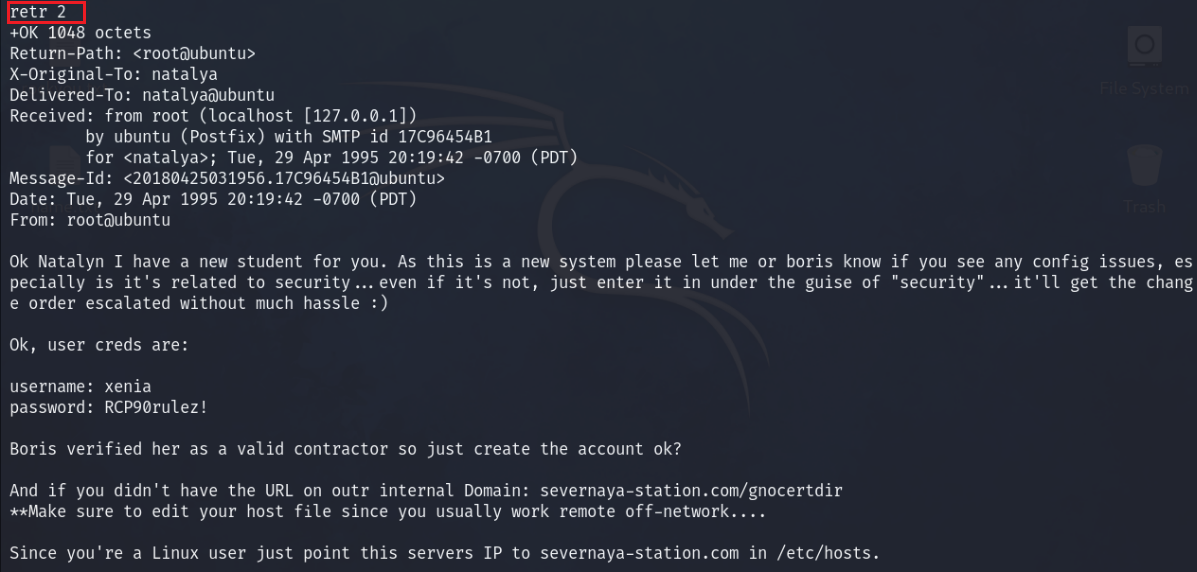 retr 2
+OK 1048 octets
Return-Path: <root@ubuntu>
X-Original-To: natalya
Delivered-To: natalya@ubuntu
Received: from root (localhost [127.0.0.1])
        by ubuntu (Postfix) with SMTP id 17C96454B1
        for <natalya>; Tue, 29 Apr 1995 20:19:42 -0700 (PDT)
Message-Id: <20180425031956.17C96454B1@ubuntu>
Date: Tue, 29 Apr 1995 20:19:42 -0700 (PDT)
From: root@ubuntu

Ok Natalyn I have a new student for you. As this is a new system please let me or boris know if you see any config issues, es
pecially is it's related to security...even if it's not, just enter it in under the guise of "security"...it'll get the chang
e order escalated without much hassle :)

Ok, user creds are:

username: xenia
password: RCP90rulez!

Boris verified her as a valid contractor so just create the account ok?

And if you didn't have the URL on outr internal Domain: severnaya-station.com/gnocertdir
**Make sure to edit your host file since you usually work remote off-network....

Since you're a Linux user just point this servers IP to severnaya-station.com in /etc/hosts.
File System
Trash